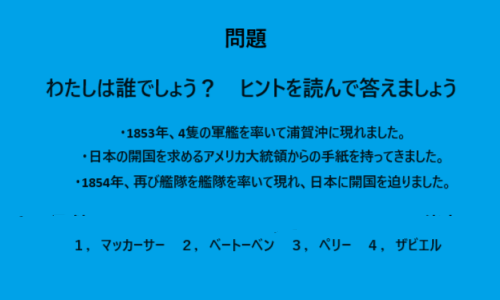 問題
わたしは誰でしょう？　ヒントを読んで答えましょう
・1853年、4隻の軍艦を率いて浦賀沖に現れました。
・日本の開国を求めるアメリカ大統領からの手紙を持ってきました。
・1854年、再び艦隊を艦隊を率いて現れ、日本に開国を迫りました。
１，　マッカーサー　２，　ベートーベン　３，　ペリー　４，　ザビエル